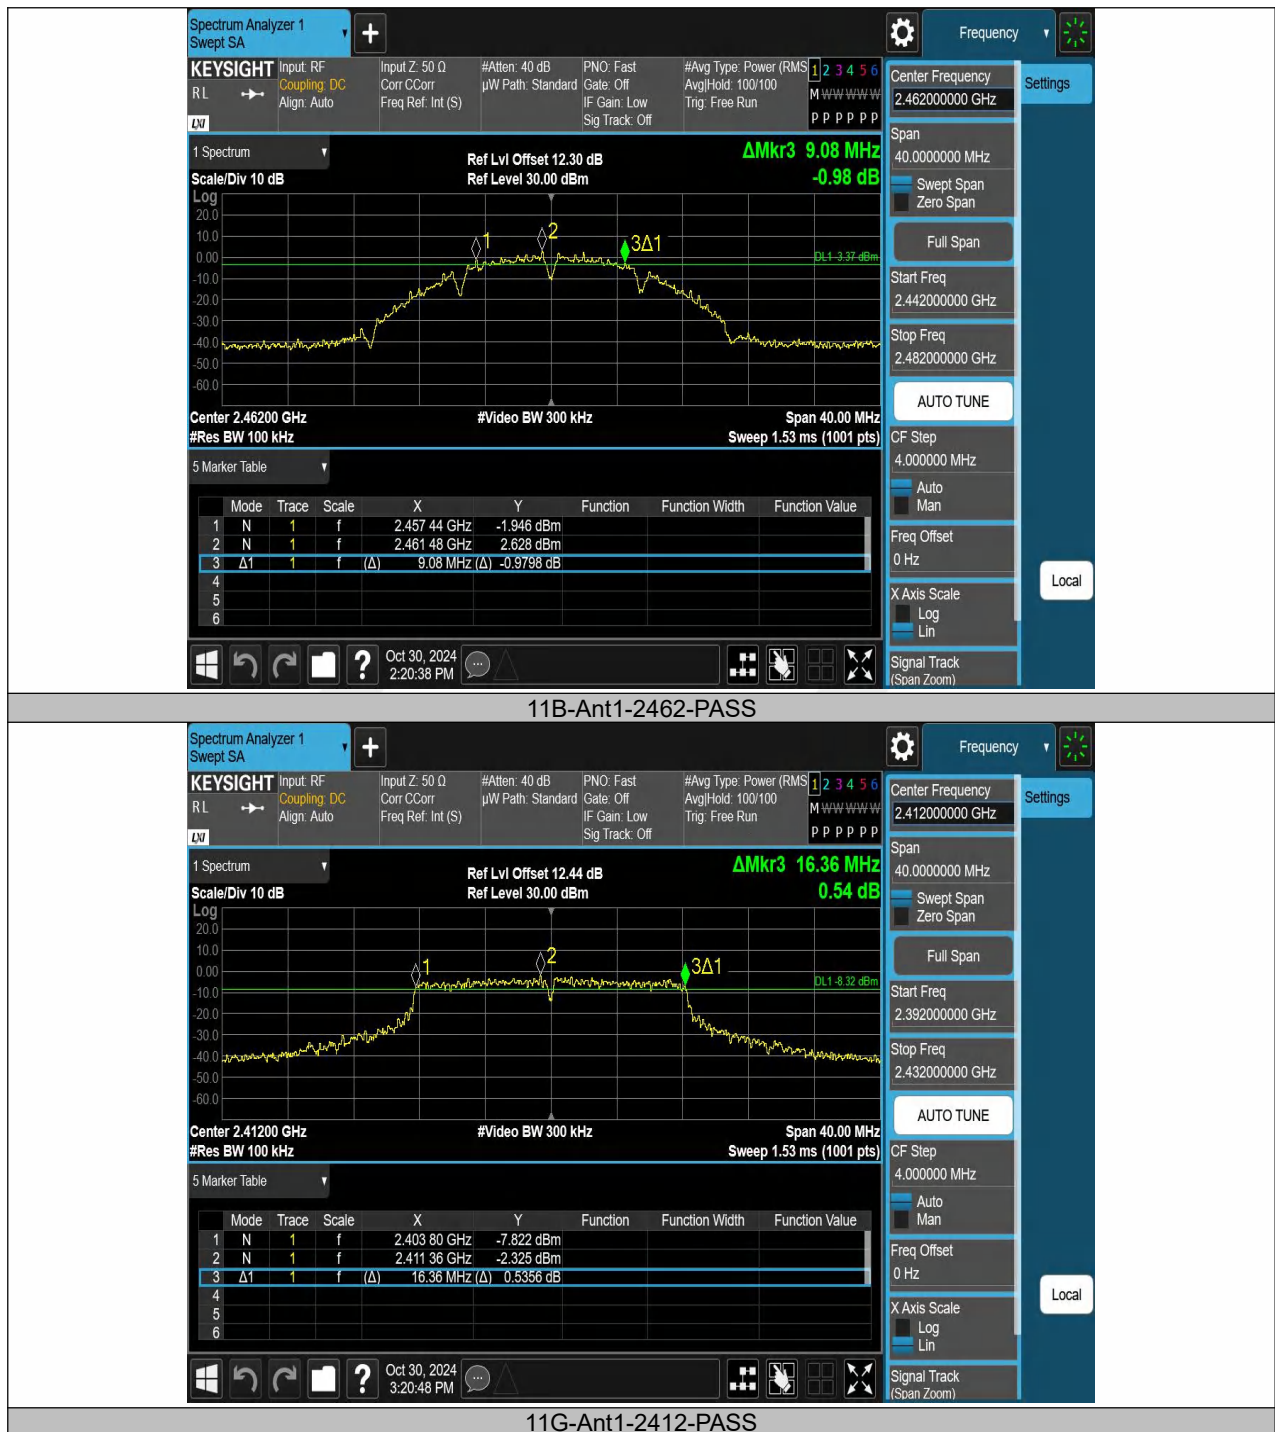 Spectrum Analyzer 1
Swept SA
+
Frequency
KEYSIGHT Input: RF Input Z: 50 Ω #Atten: 40 dB PNO: Fast #Avg Type: Power (RMS 1 2 3 4 5 6
RL Coupling: DC Corr CCorr µW Path: Standard Gate: Off Avg|Hold: 100/100 M W W W W W
Align: Auto Freq Ref: Int (S) IF Gain: Low Trig: Free Run
LXI Sig Track: Off P P P P P P
1 Spectrum
Ref Lvl Offset 12.30 dB
ΔMkr3 9.08 MHz
Scale/Div 10 dB Ref Level 30.00 dBm -0.98 dB
Log
20.0
10.0
0.00
-10.0
-20.0
-30.0
-40.0
-50.0
-60.0
1
2
3Δ1
DL1 -3.37 dBm
Center 2.46200 GHz #Video BW 300 kHz Span 40.00 MHz
#Res BW 100 kHz Sweep 1.53 ms (1001 pts)
5 Marker Table
Mode Trace Scale X Y Function Function Width Function Value
1 N 1 f 2.457 44 GHz -1.946 dBm
2 N 1 f 2.461 48 GHz 2.628 dBm
3 Δ1 1 f (Δ) 9.08 MHz (Δ) -0.9798 dB
4
5
6
? Oct 30, 2024
2:20:38 PM
Center Frequency
2.462000000 GHz
Span
40.0000000 MHz
Swept Span
Zero Span
Full Span
Start Freq
2.442000000 GHz
Stop Freq
2.482000000 GHz
AUTO TUNE
CF Step
4.000000 MHz
Auto
Man
Freq Offset
0 Hz
X Axis Scale
Log
Lin
Signal Track
(Span Zoom)
Settings
Local
11B-Ant1-2462-PASS
Spectrum Analyzer 1
Swept SA
+
Frequency
KEYSIGHT Input: RF Input Z: 50 Ω #Atten: 40 dB PNO: Fast #Avg Type: Power (RMS 1 2 3 4 5 6
RL Coupling: DC Corr CCorr µW Path: Standard Gate: Off Avg|Hold: 100/100 M W W W W W
Align: Auto Freq Ref: Int (S) IF Gain: Low Trig: Free Run
LXI Sig Track: Off P P P P P P
1 Spectrum
Ref Lvl Offset 12.44 dB
ΔMkr3 16.36 MHz
Scale/Div 10 dB Ref Level 30.00 dBm 0.54 dB
Log
20.0
10.0
0.00
-10.0
-20.0
-30.0
-40.0
-50.0
-60.0
1
2
3Δ1
DL1 -8.32 dBm
Center 2.41200 GHz #Video BW 300 kHz Span 40.00 MHz
#Res BW 100 kHz Sweep 1.53 ms (1001 pts)
5 Marker Table
Mode Trace Scale X Y Function Function Width Function Value
1 N 1 f 2.403 80 GHz -7.822 dBm
2 N 1 f 2.411 36 GHz -2.325 dBm
3 Δ1 1 f (Δ) 16.36 MHz (Δ) 0.5356 dB
4
5
6
? Oct 30, 2024
3:20:48 PM
Center Frequency
2.412000000 GHz
Span
40.0000000 MHz
Swept Span
Zero Span
Full Span
Start Freq
2.392000000 GHz
Stop Freq
2.432000000 GHz
AUTO TUNE
CF Step
4.000000 MHz
Auto
Man
Freq Offset
0 Hz
X Axis Scale
Log
Lin
Signal Track
(Span Zoom)
Settings
Local
11G-Ant1-2412-PASS